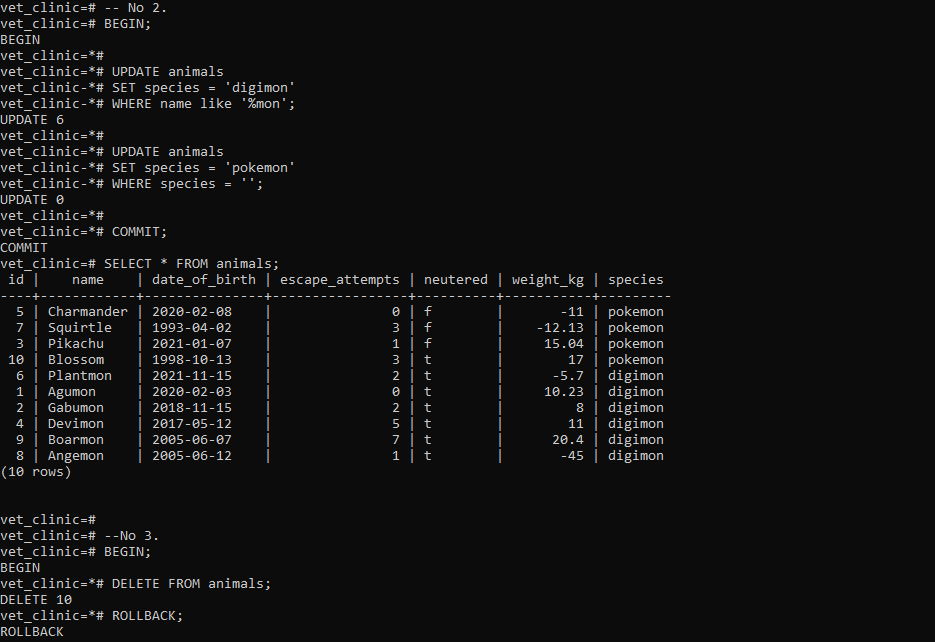 vet_clinic=# -- No 2.
vet_clinic=# BEGIN;
BEGIN
vet_clinic=*#
vet_clinic=*# UPDATE animals
vet_clinic-*# SET species = 'digimon'
vet_clinic-*# WHERE name like '%mon';
UPDATE 6
vet_clinic=*#
vet_clinic=*# UPDATE animals
vet_clinic-*# SET species = 'pokemon'
vet_clinic-*# WHERE species = '';
UPDATE 0
vet_clinic=*#
vet_clinic=*# COMMIT;
COMMIT
vet_clinic=# SELECT * FROM animals;
 id |    name    | date_of_birth | escape_attempts | neutered | weight_kg | species
----+------------+---------------+-----------------+----------+-----------+---------
  5 | Charmander | 2020-02-08    |               0 | f        |       -11 | pokemon
  7 | Squirtle   | 1993-04-02    |               3 | f        |    -12.13 | pokemon
  3 | Pikachu    | 2021-01-07    |               1 | f        |     15.04 | pokemon
 10 | Blossom    | 1998-10-13    |               3 | t        |        17 | pokemon
  6 | Plantmon   | 2021-11-15    |               2 | t        |      -5.7 | digimon
  1 | Agumon     | 2020-02-03    |               0 | t        |     10.23 | digimon
  2 | Gabumon    | 2018-11-15    |               2 | t        |         8 | digimon
  4 | Devimon    | 2017-05-12    |               5 | t        |        11 | digimon
  9 | Boarmon    | 2005-06-07    |               7 | t        |      20.4 | digimon
  8 | Angemon    | 2005-06-12    |               1 | t        |       -45 | digimon
(10 rows)
vet_clinic=#
vet_clinic=# --No 3.
vet_clinic=# BEGIN;
BEGIN
vet_clinic=*# DELETE FROM animals;
DELETE 10
vet_clinic=*# ROLLBACK;
ROLLBACK